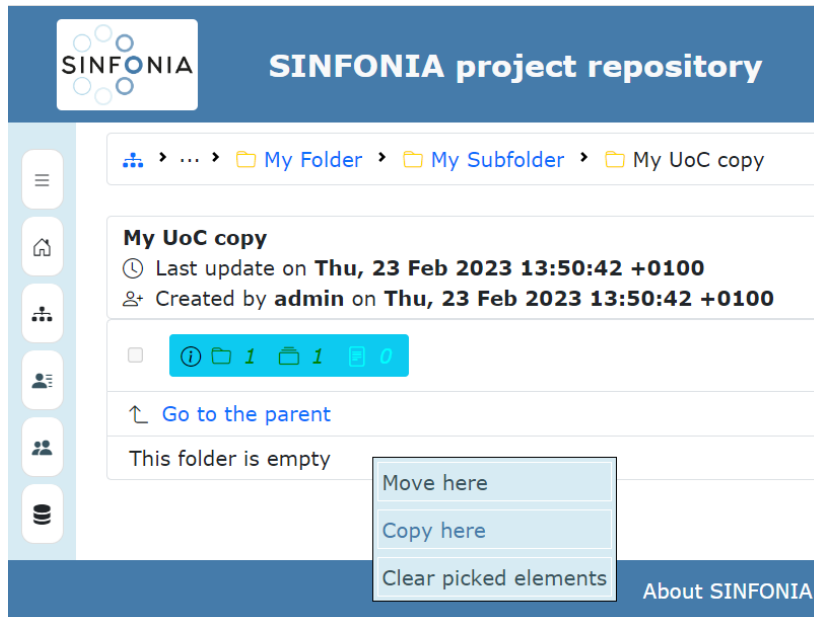 SINFONIA
SINFONIA project repository
... My Folder My Subfolder My UoC copy
My UoC copy
Last update on Thu, 23 Feb 2023 13:50:42 +0100
Created by admin on Thu, 23 Feb 2023 13:50:42 +0100
1 1 0
Go to the parent
This folder is empty
Move here
Copy here
Clear picked elements
About SINFONIA